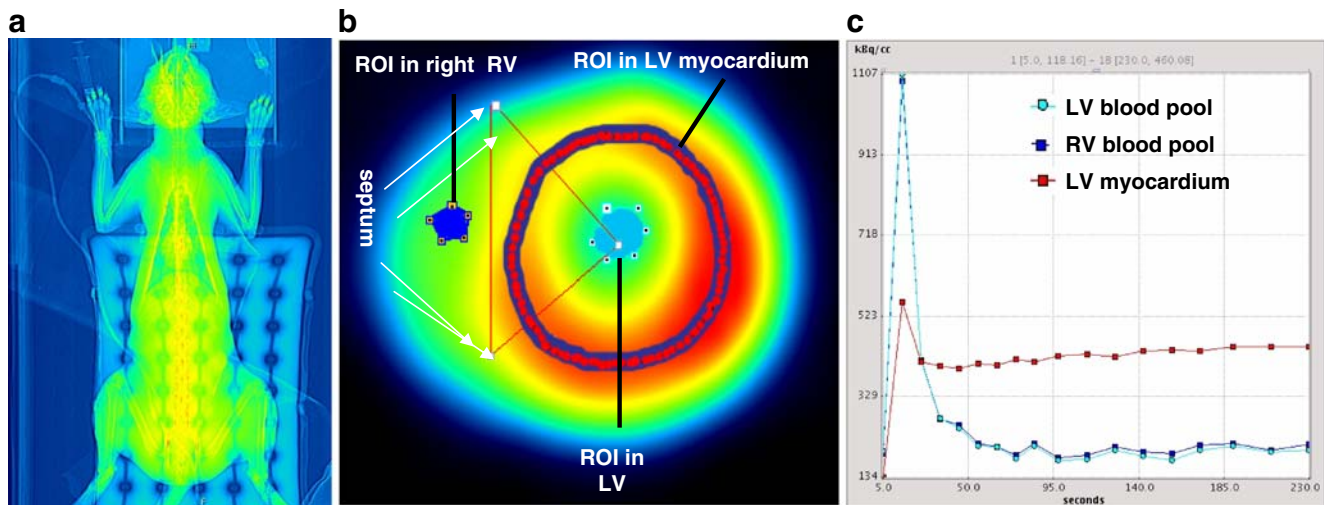 a
b
c
ROI in right RV
ROI in LV myocardium
septum
ROI in
LV
kBq/cc
1 [5.0, 118.16] - 18 [230.0, 460.08]
1107
913
718
523
329
134
LV blood pool
RV blood pool
LV myocardium
5.0
50.0
95.0
140.0
185.0
230.0
seconds